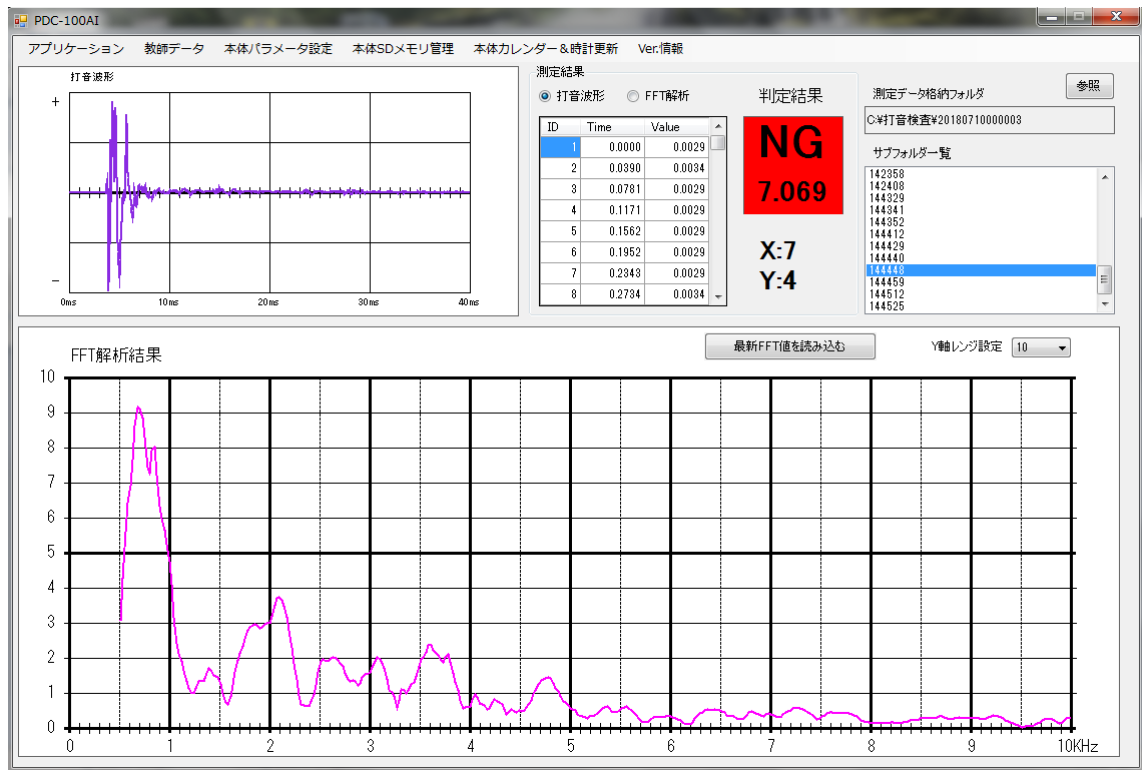 PDC-100AI
アプリケーション 教師データ 本体パラメータ設定 本体SDメモリ管理 本体カレンダー&時計更新 Ver.情報
打音波形
+
-
0ms 10ms 20ms 30ms 40ms
測定結果
打音波形 FFT解析
ID Time Value
1 0.0000 0.0029
2 0.0390 0.0034
3 0.0781 0.0029
4 0.1171 0.0029
5 0.1562 0.0029
6 0.1952 0.0029
7 0.2343 0.0029
8 0.2734 0.0034
判定結果
NG
7.069
X:7
Y:4
測定データ格納フォルダ 参照
C:¥打音検査¥20180710000003
サブフォルダ一覧
142358
142408
144329
144341
144352
144412
144429
144440
144448
144459
144512
144525
FFT解析結果
最新FFT値を読み込む
Y軸レンジ設定 10
10
9
8
7
6
5
4
3
2
1
0
0 1 2 3 4 5 6 7 8 9 10KHz